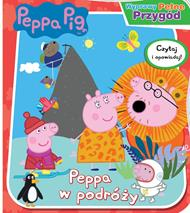 Peppa Pig
Wyprawy Pełne
Przygód
Czytaj
i opowiadaj!
Peppa
w podróży